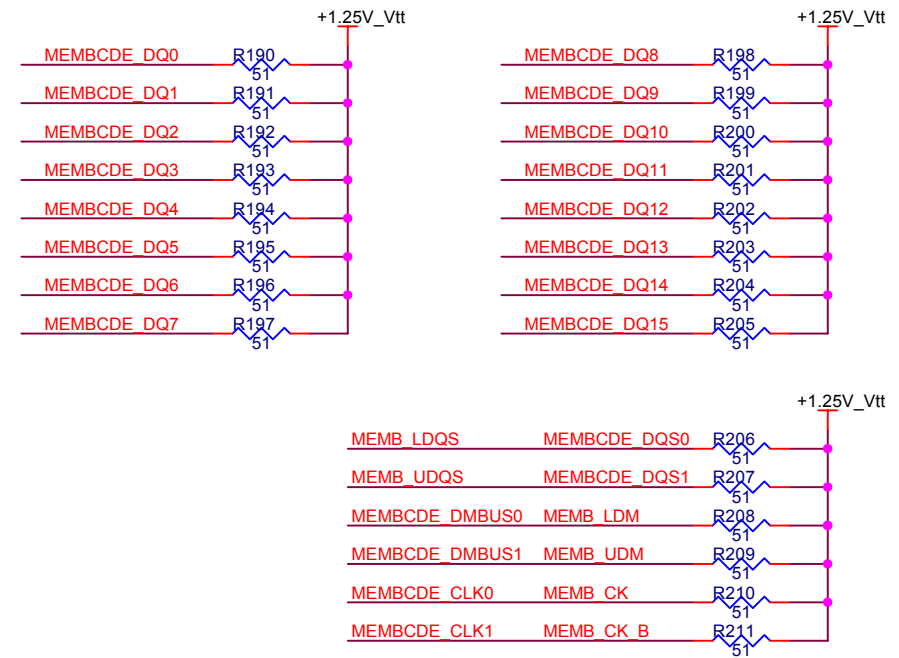 +1.25V_Vtt
MEMBCDE_DQ0 R190 51
MEMBCDE_DQ1 R191 51
MEMBCDE_DQ2 R192 51
MEMBCDE_DQ3 R193 51
MEMBCDE_DQ4 R194 51
MEMBCDE_DQ5 R195 51
MEMBCDE_DQ6 R196 51
MEMBCDE_DQ7 R197 51
+1.25V_Vtt
MEMBCDE_DQ8 R198 51
MEMBCDE_DQ9 R199 51
MEMBCDE_DQ10 R200 51
MEMBCDE_DQ11 R201 51
MEMBCDE_DQ12 R202 51
MEMBCDE_DQ13 R203 51
MEMBCDE_DQ14 R204 51
MEMBCDE_DQ15 R205 51
+1.25V_Vtt
MEMB_LDQS MEMBCDE_DQS0 R206 51
MEMB_UDQS MEMBCDE_DQS1 R207 51
MEMBCDE_DMBUS0 MEMB_LDM R208 51
MEMBCDE_DMBUS1 MEMB_UDM R209 51
MEMBCDE_CLK0 MEMB_CK R210 51
MEMBCDE_CLK1 MEMB_CK_B R211 51